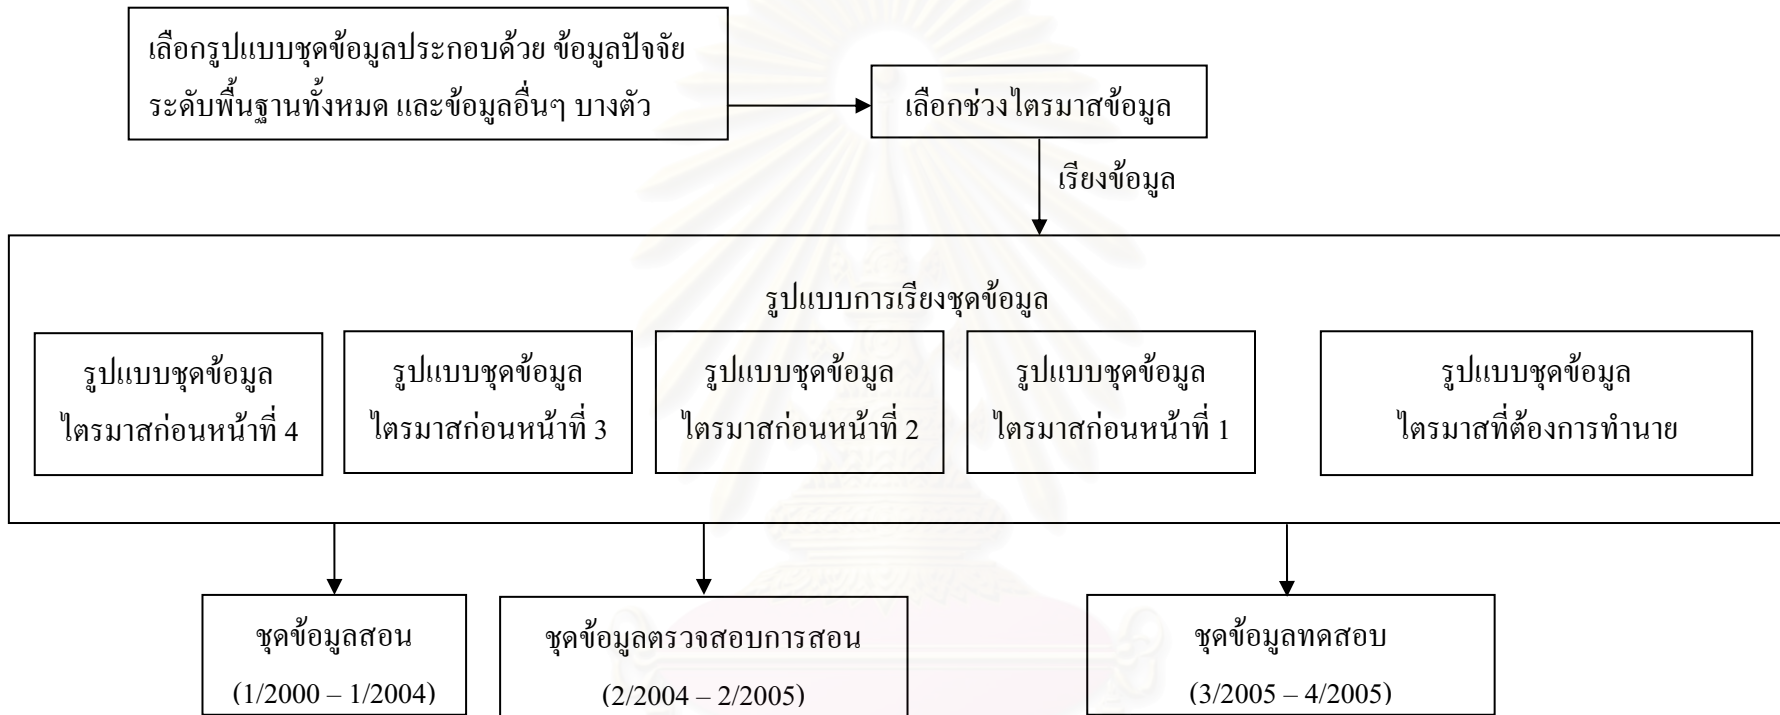 เลือกรูปแบบชุดข้อมูลประกอบด้วย ข้อมูลปัจจัย
ระดับพื้นฐานทั้งหมด และข้อมูลอื่นๆ บางตัว
เลือกช่วงไตรมาสข้อมูล
เรียงข้อมูล
รูปแบบการเรียงชุดข้อมูล
รูปแบบชุดข้อมูล
ไตรมาสก่อนหน้าที่ 4
รูปแบบชุดข้อมูล
ไตรมาสก่อนหน้าที่ 3
รูปแบบชุดข้อมูล
ไตรมาสก่อนหน้าที่ 2
รูปแบบชุดข้อมูล
ไตรมาสก่อนหน้าที่ 1
รูปแบบชุดข้อมูล
ไตรมาสที่ต้องการทำนาย
ชุดข้อมูลสอน
(1/2000 – 1/2004)
ชุดข้อมูลตรวจสอบการสอน
(2/2004 – 2/2005)
ชุดข้อมูลทดสอบ
(3/2005 – 4/2005)